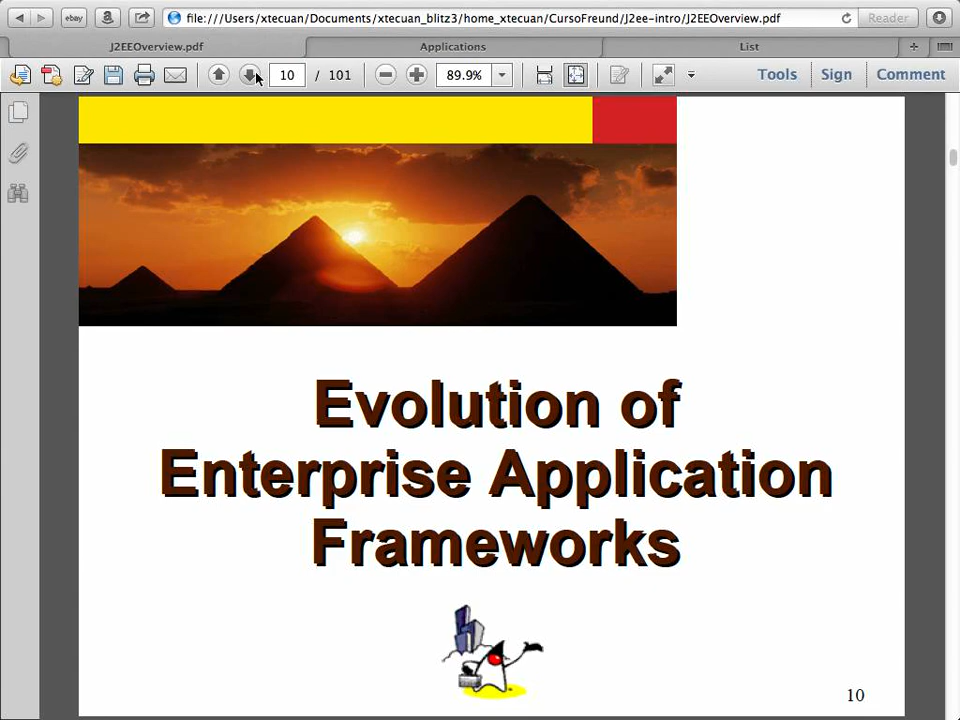 ebay
file:///Users/xtecuan/Documents/xtecuan_blitz3/home_xtecuan/CursoFreund/J2ee-intro/J2EEOverview.pdf
Reader
J2EEOverview.pdf
Applications
List
10 / 101
89.9%
Tools
Sign
Comment
Evolution of
Enterprise Application
Frameworks
10